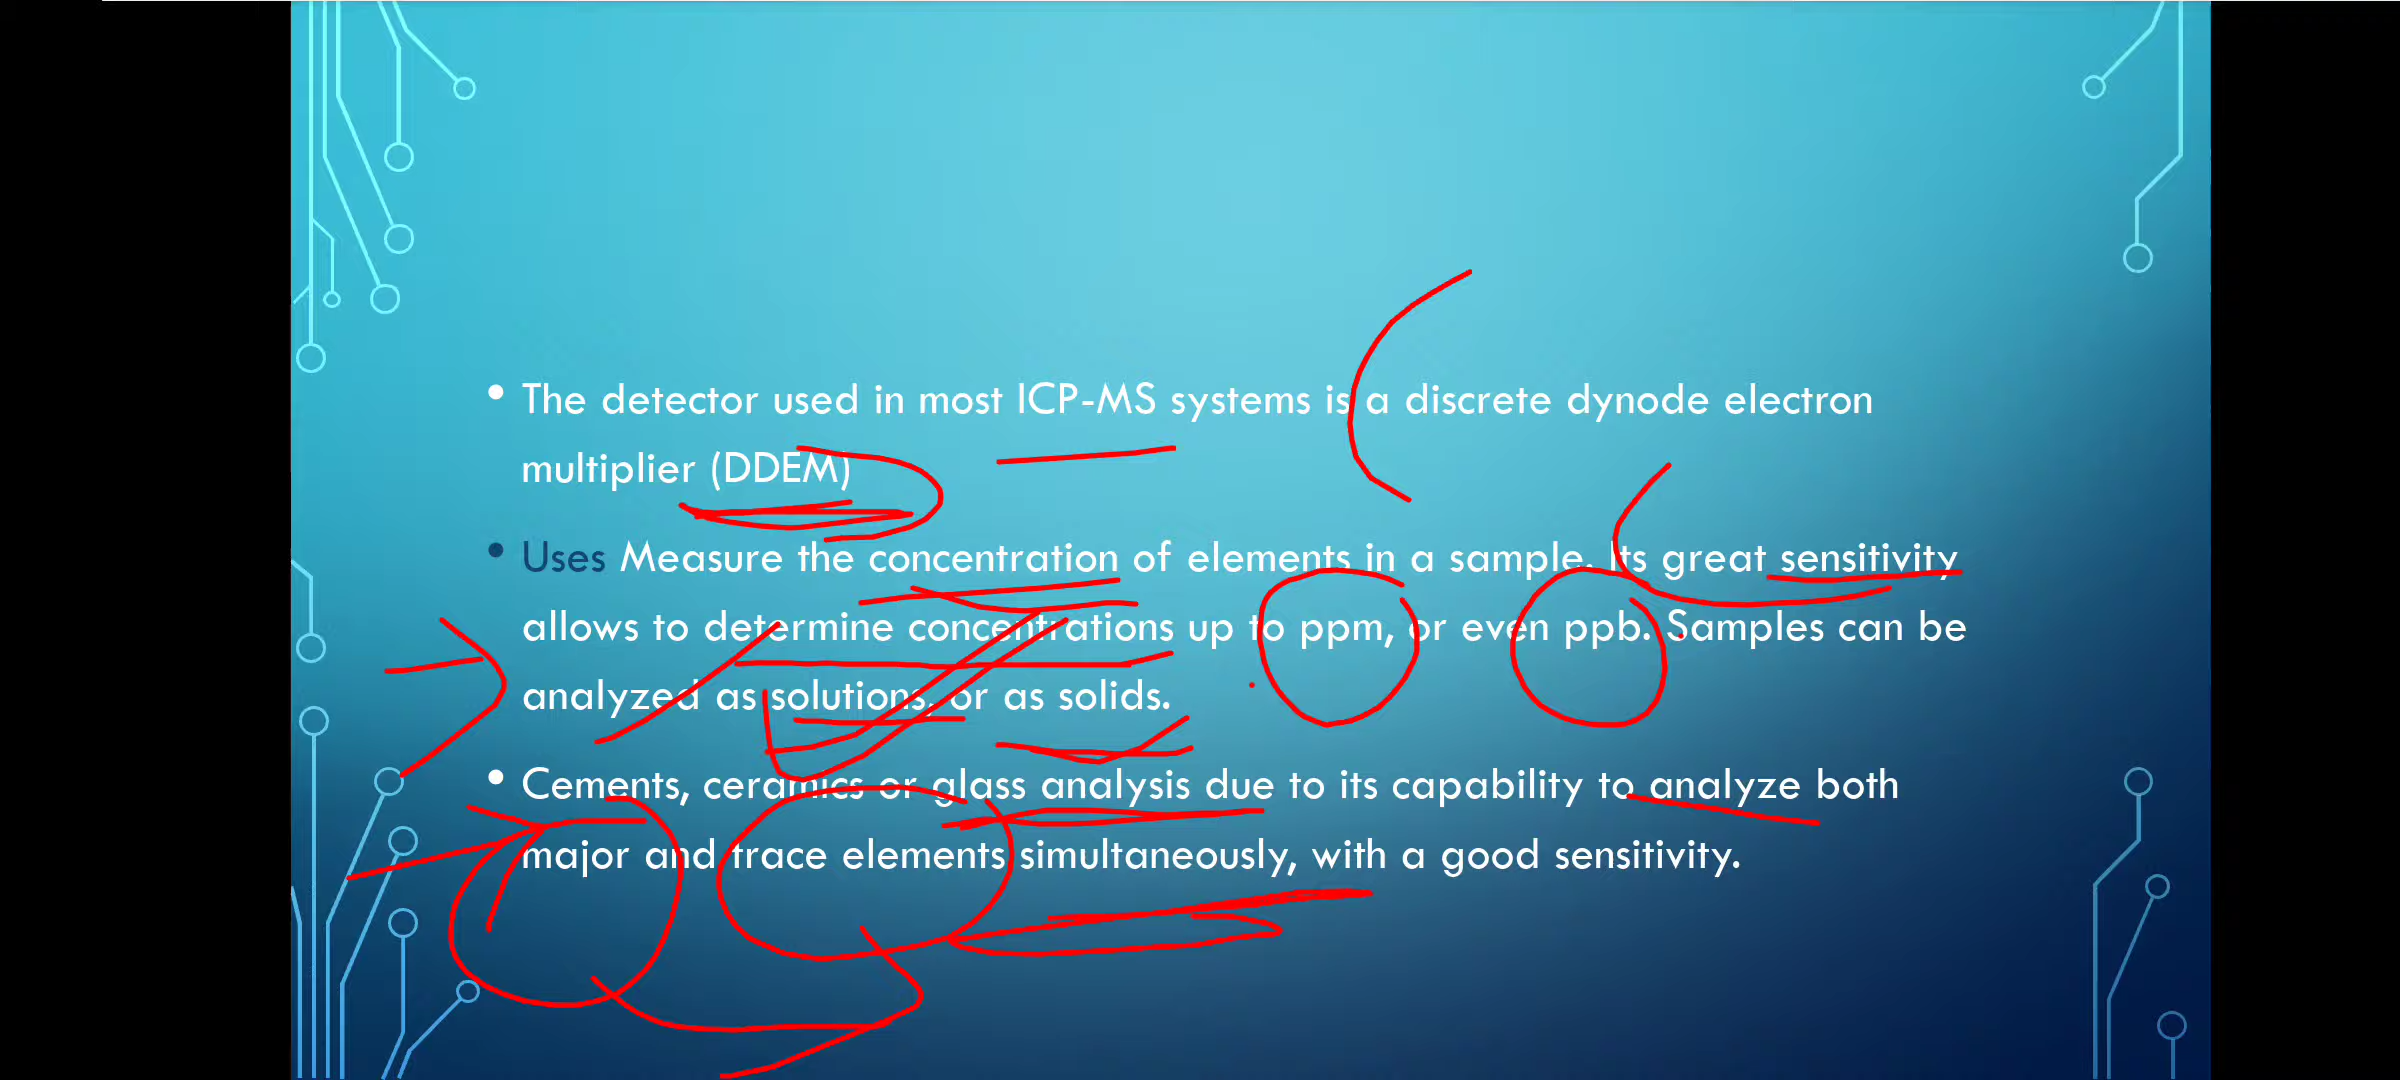 • The detector used in most ICP-MS systems is a discrete dynode electron
multiplier (DDEM)
• Uses Measure the concentration of elements in a sample. Its great sensitivity
allows to determine concentrations up to ppm, or even ppb. Samples can be
analyzed as solutions, or as solids.
• Cements, ceramics or glass analysis due to its capability to analyze both
major and trace elements simultaneously, with a good sensitivity.